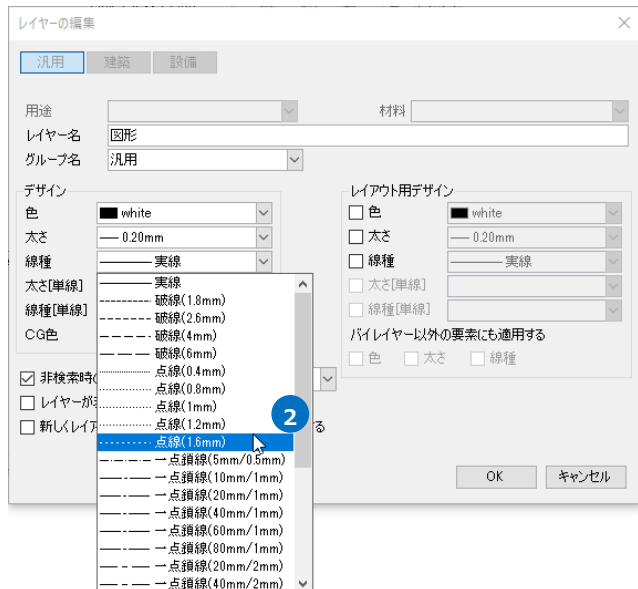 レイヤーの編集
汎用 建築 設備
用途 材料
レイヤー名 図形
グループ名 汎用
デザイン
色 white
太さ 0.20mm
線種 実線
太さ[単線]
線種[単線]
CG色
実線
破線(1.8mm)
破線(2.6mm)
破線(4mm)
破線(6mm)
点線(0.4mm)
点線(0.8mm)
点線(1mm)
点線(1.2mm)
点線(1.6mm)
一点鎖線(5mm/0.5mm)
一点鎖線(10mm/1mm)
一点鎖線(20mm/1mm)
一点鎖線(40mm/1mm)
一点鎖線(60mm/1mm)
一点鎖線(80mm/1mm)
一点鎖線(20mm/2mm)
一点鎖線(40mm/2mm)
2
レイアウト用デザイン
色 white
太さ 0.20mm
線種 実線
太さ[単線]
線種[単線]
バイレイヤー以外の要素にも適用する
色 太さ 線種
非検索時
レイヤーが
新しくレイ る
OK キャンセル